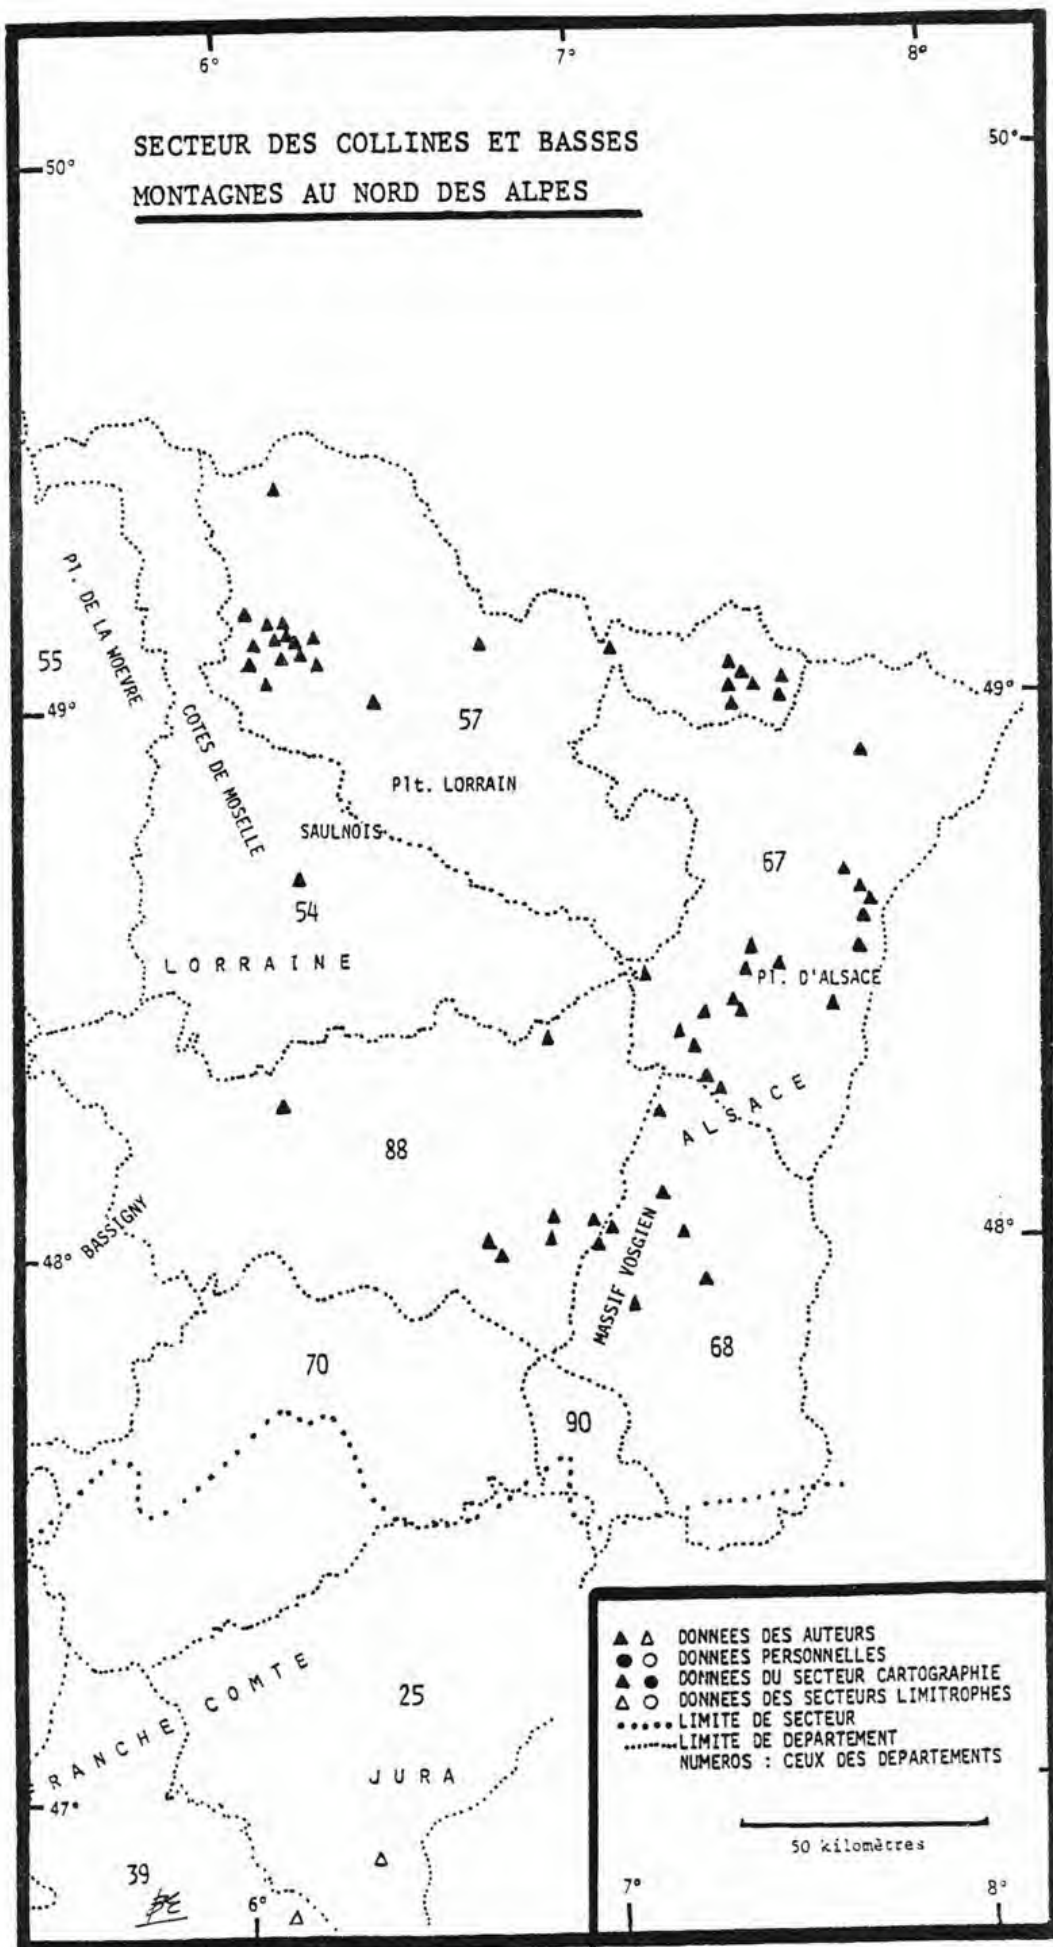 6°
7°
8°
SECTEUR DES COLLINES ET BASSES
MONTAGNES AU NORD DES ALPES
50°
50°
Pl. DE LA WOEVRE
55
49°
COTES DE MOSELLE
57
Plt. LORRAIN
SAULNOIS
54
LORRAINE
49°
67
Pl. D'ALSACE
ALSACE
88
BASSIGNY
48°
48°
MASSIF VOSGIEN
68
70
90
FRANCHE COMTE
25
JURA
47°
39
6°
7°
8°
DONNEES DES AUTEURS
DONNEES PERSONNELLES
DONNEES DU SECTEUR CARTOGRAPHIE
DONNEES DES SECTEURS LIMITROPHES
LIMITE DE SECTEUR
LIMITE DE DEPARTEMENT
NUMEROS : CEUX DES DEPARTEMENTS
50 kilomètres